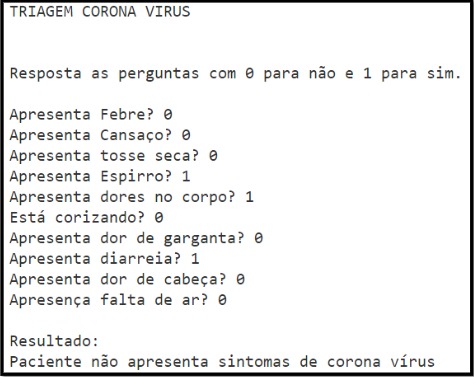 TRIAGEM CORONA VIRUS
Resposta as perguntas com 0 para não e 1 para sim.
Apresenta Febre? 0
Apresenta Cansaço? 0
Apresenta tosse seca? 0
Apresenta Espirro? 1
Apresenta dores no corpo? 1
Está corizando? 0
Apresenta dor de garganta? 0
Apresenta diarreia? 1
Apresenta dor de cabeça? 0
Apresença falta de ar? 0
Resultado:
Paciente não apresenta sintomas de corona vírus